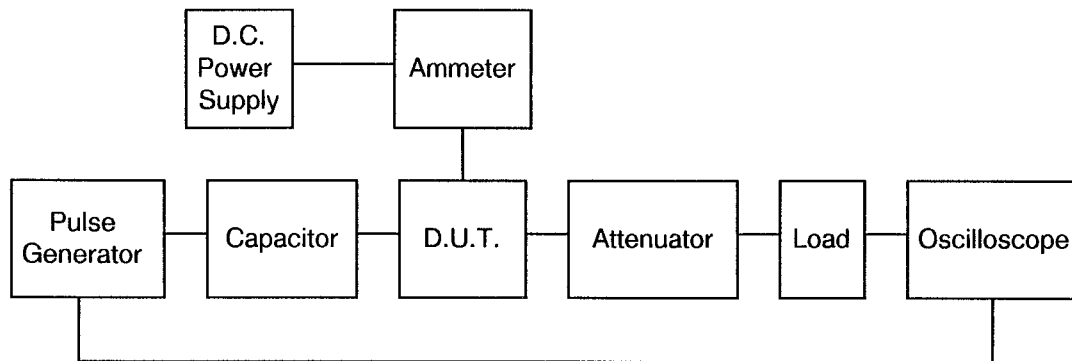 D.C.
Power
Supply
Ammeter
Pulse
Generator
Capacitor
D.U.T.
Attenuator
Load
Oscilloscope